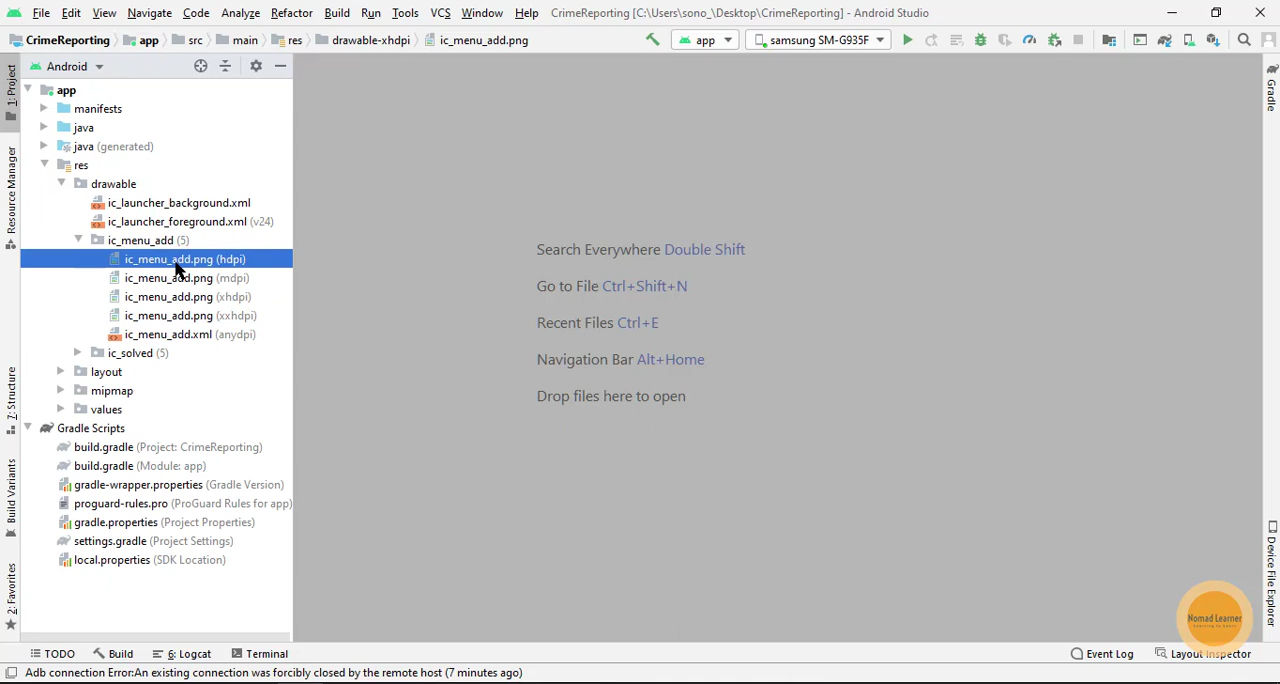 File Edit View Navigate Code Analyze Refactor Build Run Tools VCS Window Help CrimeReporting [C:\Users\sono_\Desktop\CrimeReporting] - Android Studio
CrimeReporting app src main res drawable-xhdpi ic_menu_add.png app samsung SM-G935F
Android
1: Project
Resource Manager
7: Structure
Build Variants
2: Favorites
app
manifests
java
java (generated)
res
drawable
ic_launcher_background.xml
ic_launcher_foreground.xml (v24)
ic_menu_add (5)
ic_menu_add.png (hdpi)
ic_menu_add.png (mdpi)
ic_menu_add.png (xhdpi)
ic_menu_add.png (xxhdpi)
ic_menu_add.xml (anydpi)
ic_solved (5)
layout
mipmap
values
Gradle Scripts
build.gradle (Project: CrimeReporting)
build.gradle (Module: app)
gradle-wrapper.properties (Gradle Version)
proguard-rules.pro (ProGuard Rules for app)
gradle.properties (Project Properties)
settings.gradle (Project Settings)
local.properties (SDK Location)
Search Everywhere Double Shift
Go to File Ctrl+Shift+N
Recent Files Ctrl+E
Navigation Bar Alt+Home
Drop files here to open
Gradle
Device File Explorer
Nomad Learner
TODO Build 6: Logcat Terminal Event Log Layout Inspector
Adb connection Error:An existing connection was forcibly closed by the remote host (7 minutes ago)